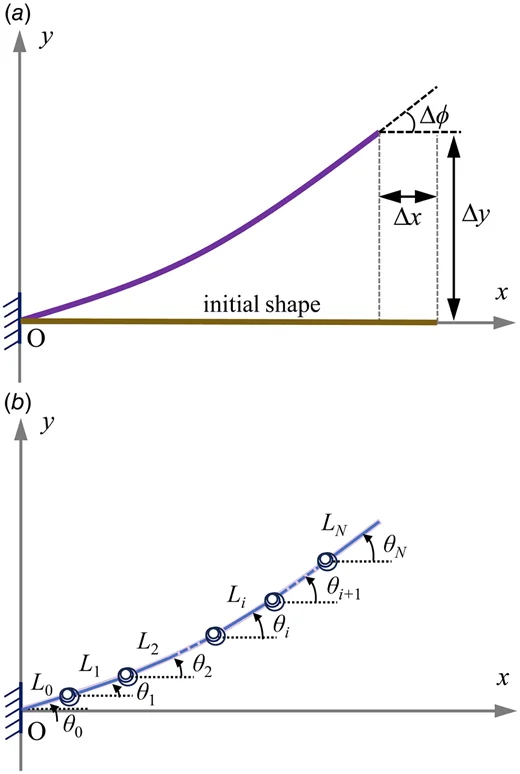 (a)
y
Δϕ
Δx
Δy
initial shape
x
O
(b)
y
L_N
θ_N
L_i
θ_{i+1}
L_2
θ_i
L_1
θ_2
L_0
θ_1
x
O
θ_0